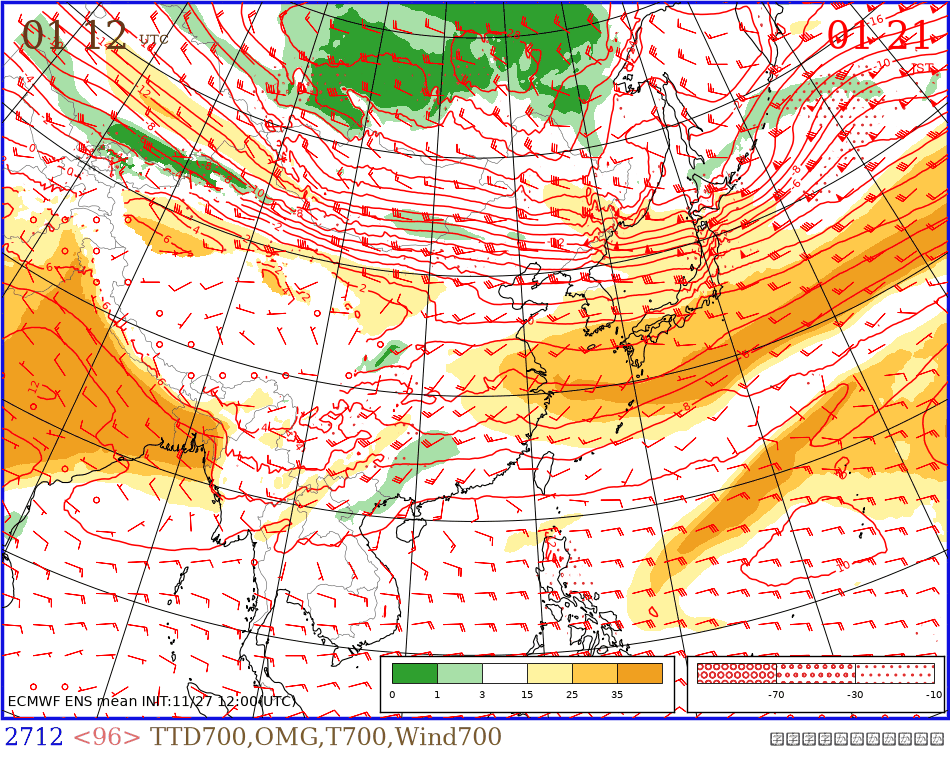 01 12 UTC
01 21
JST
0 1 3 15 25 35
-70 -30 -10
ECMWF ENS mean INIT:11/27 12:00(UTC)
2712 <96> TTD700,OMG,T700,Wind700